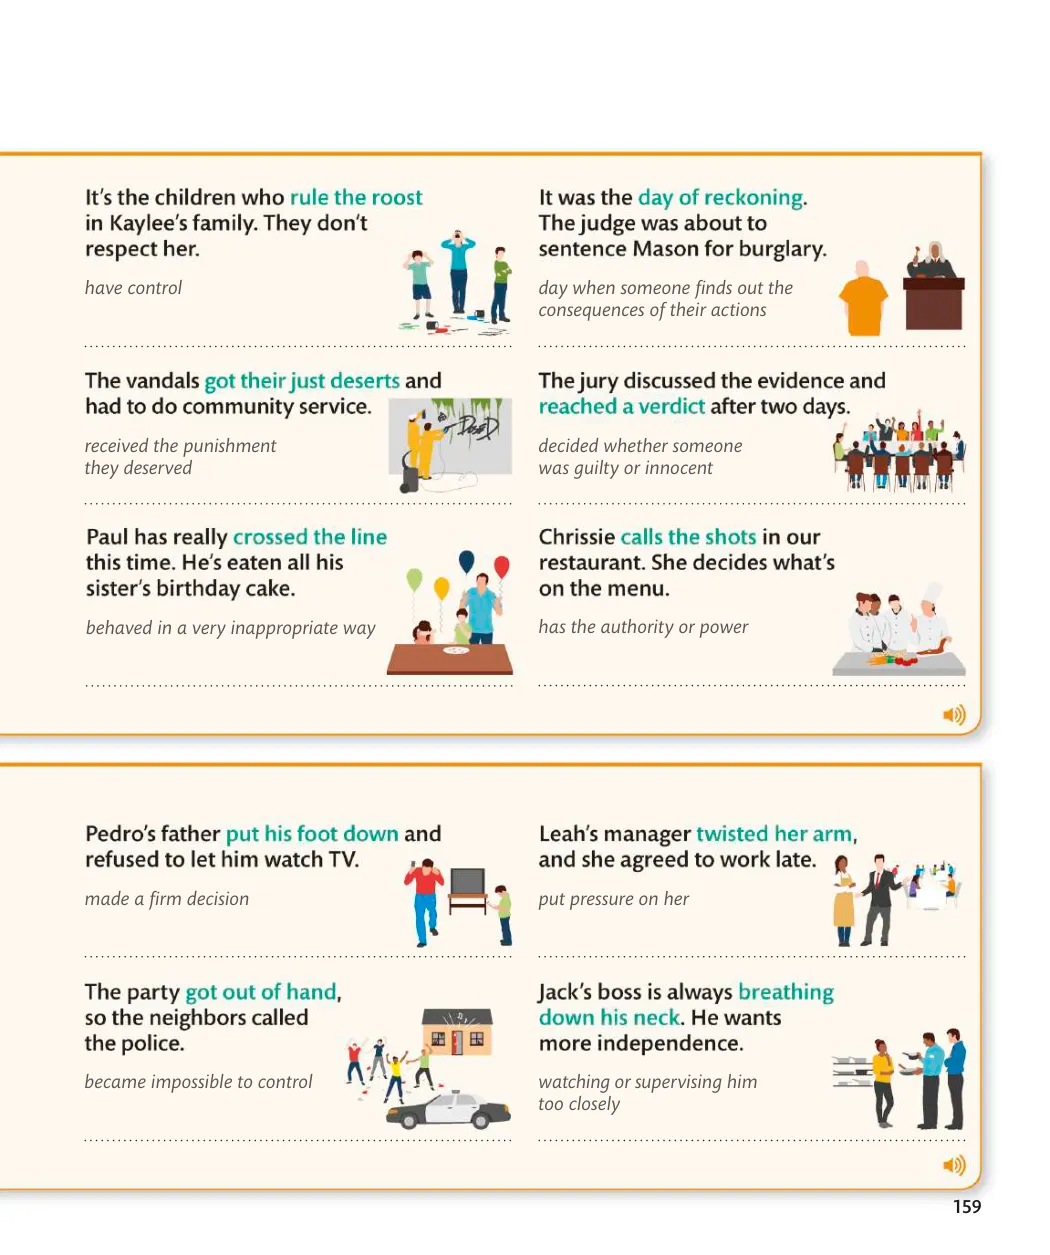 It's the children who rule the roost
in Kaylee's family. They don't
respect her.
have control
It was the day of reckoning.
The judge was about to
sentence Mason for burglary.
day when someone finds out the
consequences of their actions
The vandals got their just deserts and
had to do community service.
received the punishment
they deserved
The jury discussed the evidence and
reached a verdict after two days.
decided whether someone
was guilty or innocent
Paul has really crossed the line
this time. He's eaten all his
sister's birthday cake.
behaved in a very inappropriate way
Chrissie calls the shots in our
restaurant. She decides what's
on the menu.
has the authority or power
Pedro's father put his foot down and
refused to let him watch TV.
made a firm decision
Leah's manager twisted her arm,
and she agreed to work late.
put pressure on her
The party got out of hand,
so the neighbors called
the police.
became impossible to control
Jack's boss is always breathing
down his neck. He wants
more independence.
watching or supervising him
too closely
159